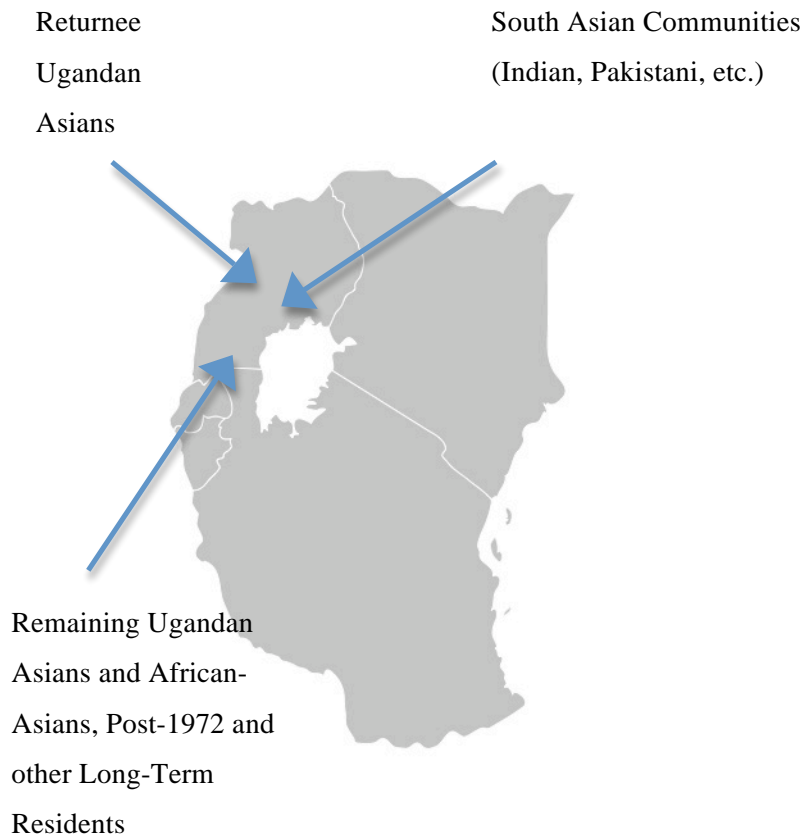 Returnee
Ugandan
Asians
South Asian Communities
(Indian, Pakistani, etc.)
Remaining Ugandan
Asians and African-
Asians, Post-1972 and
other Long-Term
Residents